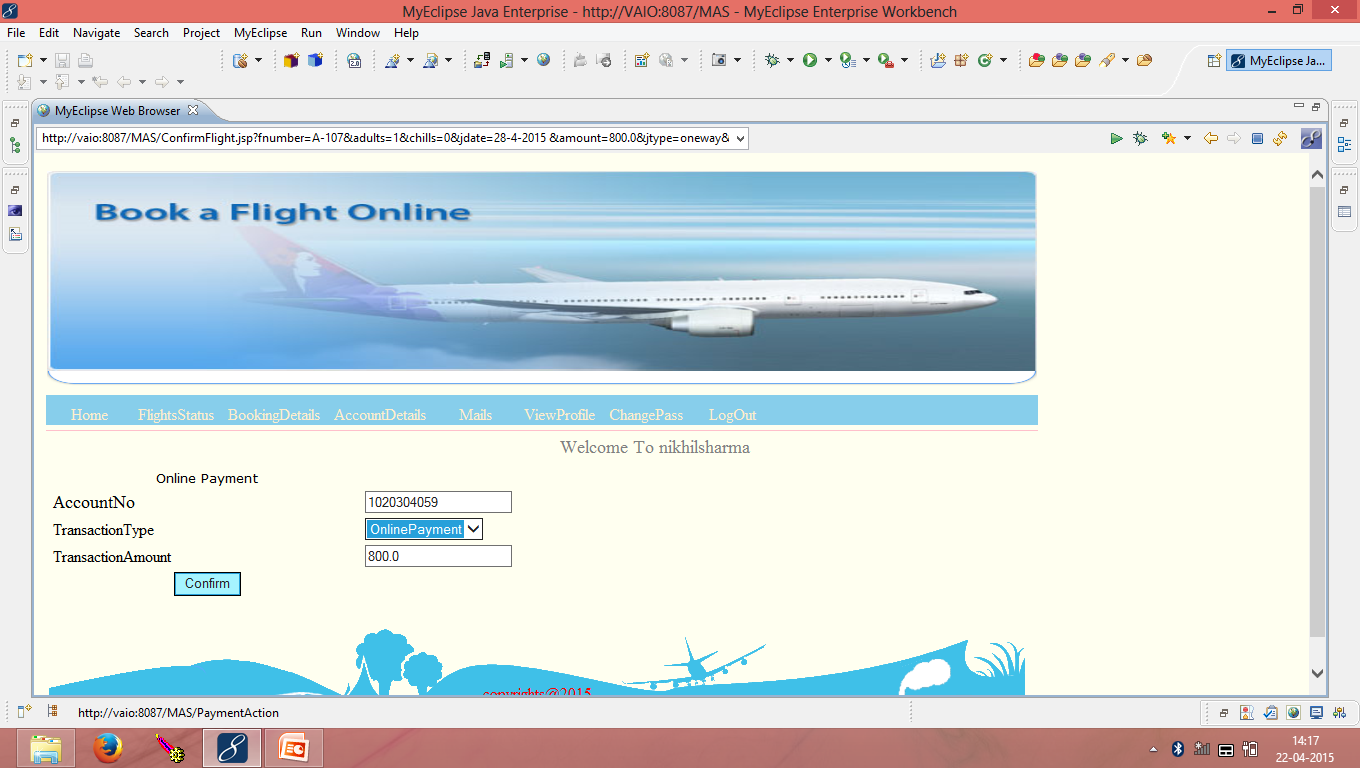 MyEclipse Java Enterprise - http://VAIO:8087/MAS - MyEclipse Enterprise Workbench
File Edit Navigate Search Project MyEclipse Run Window Help
2.0
MyEclipse Ja...
MyEclipse Web Browser
http://vaio:8087/MAS/ConfirmFlight.jsp?fnumber=A-107&adults=1&chills=0&jdate=28-4-2015 &amount=800.0&jtype=oneway&
Book a Flight Online
Home FlightsStatus BookingDetails AccountDetails Mails ViewProfile ChangePass LogOut
Welcome To nikhilsharma
Online Payment
AccountNo 1020304059
TransactionType OnlinePayment
TransactionAmount 800.0
Confirm
copyrights@2015
http://vaio:8087/MAS/PaymentAction
14:17
22-04-2015